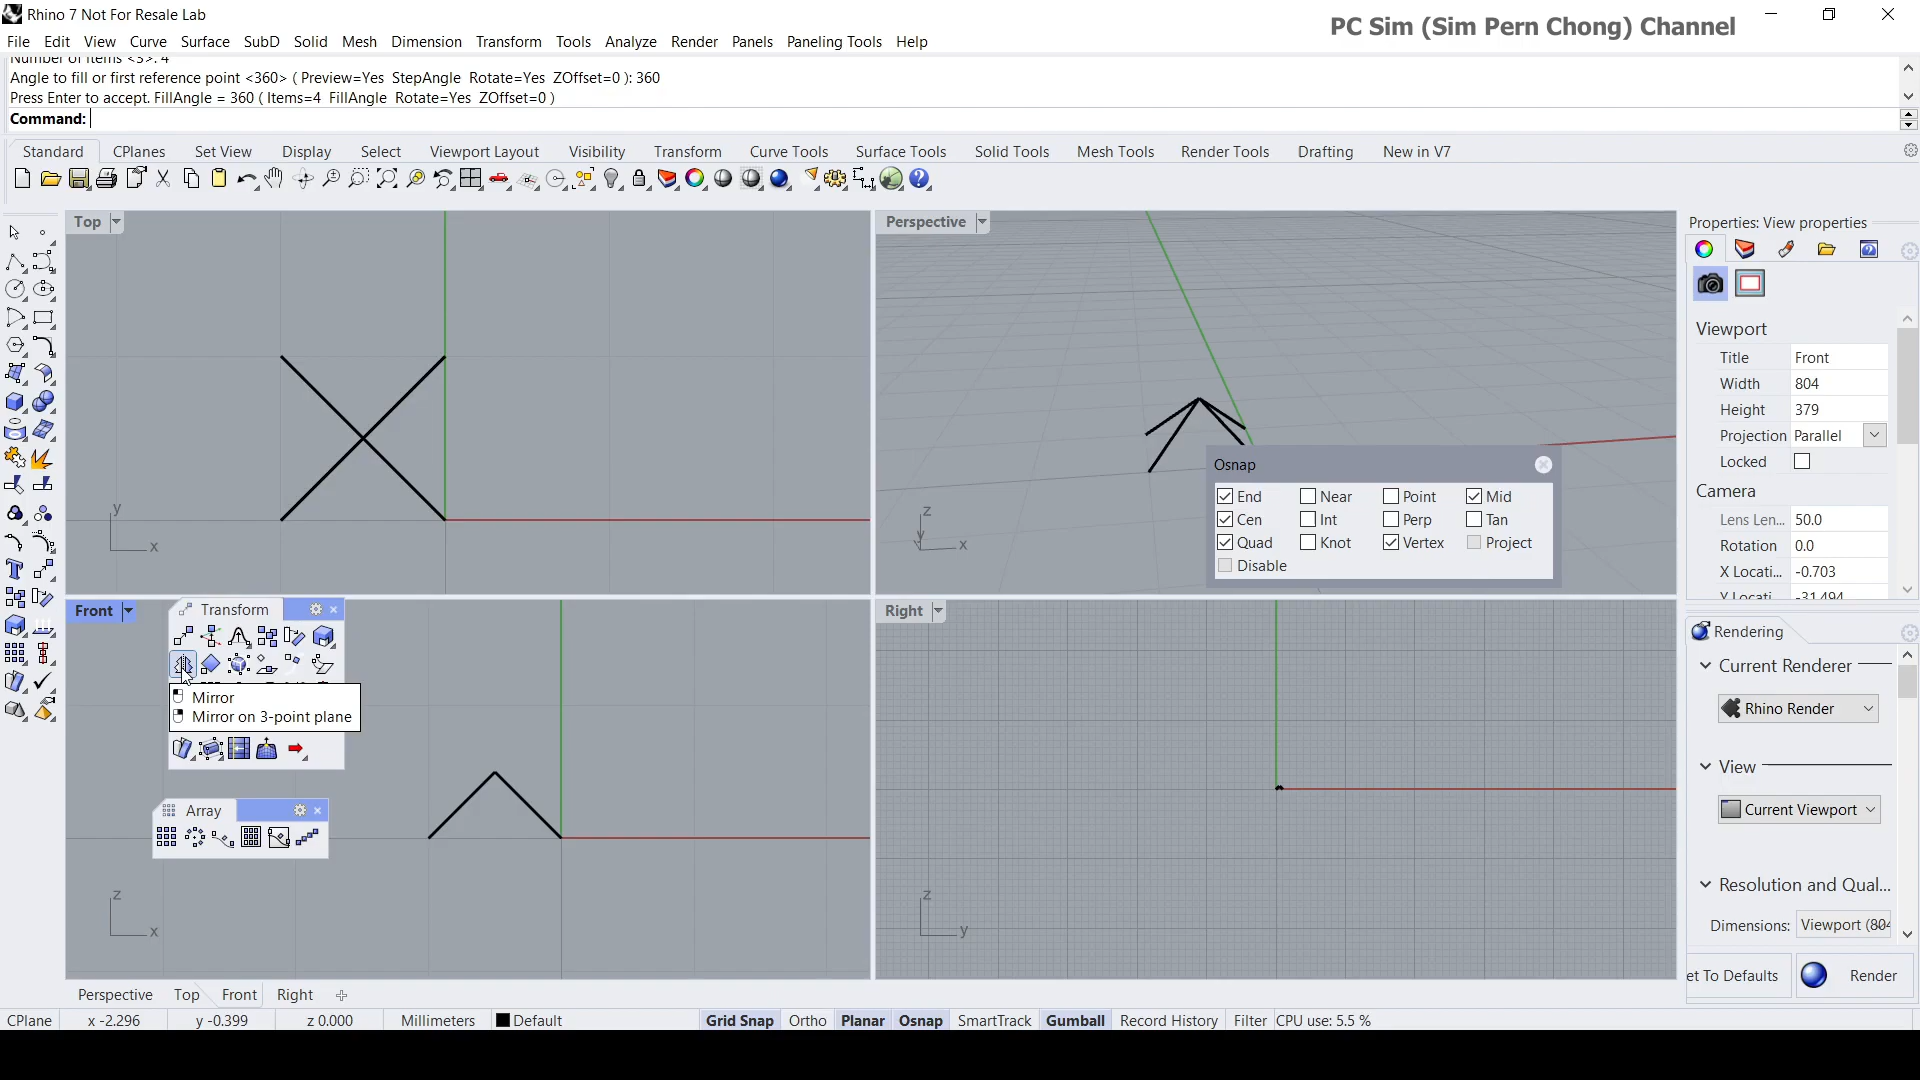 Rhino 7 Not For Resale Lab
PC Sim (Sim Pern Chong) Channel
File Edit View Curve Surface SubD Solid Mesh Dimension Transform Tools Analyze Render Panels Paneling Tools Help
Number of items <3>: 4
Angle to fill or first reference point <360> ( Preview=Yes StepAngle Rotate=Yes ZOffset=0 ): 360
Press Enter to accept. FillAngle = 360 ( Items=4 FillAngle Rotate=Yes ZOffset=0 )
Command:
Standard CPlanes Set View Display Select Viewport Layout Visibility Transform Curve Tools Surface Tools Solid Tools Mesh Tools Render Tools Drafting New in V7
Top
y
x
Perspective
z
y
x
Osnap
End Near Point Mid
Cen Int Perp Tan
Quad Knot Vertex Project
Disable
Front
Transform
Mirror
Mirror on 3-point plane
Array
z
x
Right
z
y
Properties: View properties
Viewport
Title Front
Width 804
Height 379
Projection Parallel
Locked
Camera
Lens Len... 50.0
Rotation 0.0
X Locati... -0.703
Y Locati... -31.494
Rendering
Current Renderer
Rhino Render
View
Current Viewport
Resolution and Qual...
Dimensions: Viewport (804
et To Defaults Render
Perspective Top Front Right
CPlane x -2.296 y -0.399 z 0.000 Millimeters Default Grid Snap Ortho Planar Osnap SmartTrack Gumball Record History Filter CPU use: 5.5 %